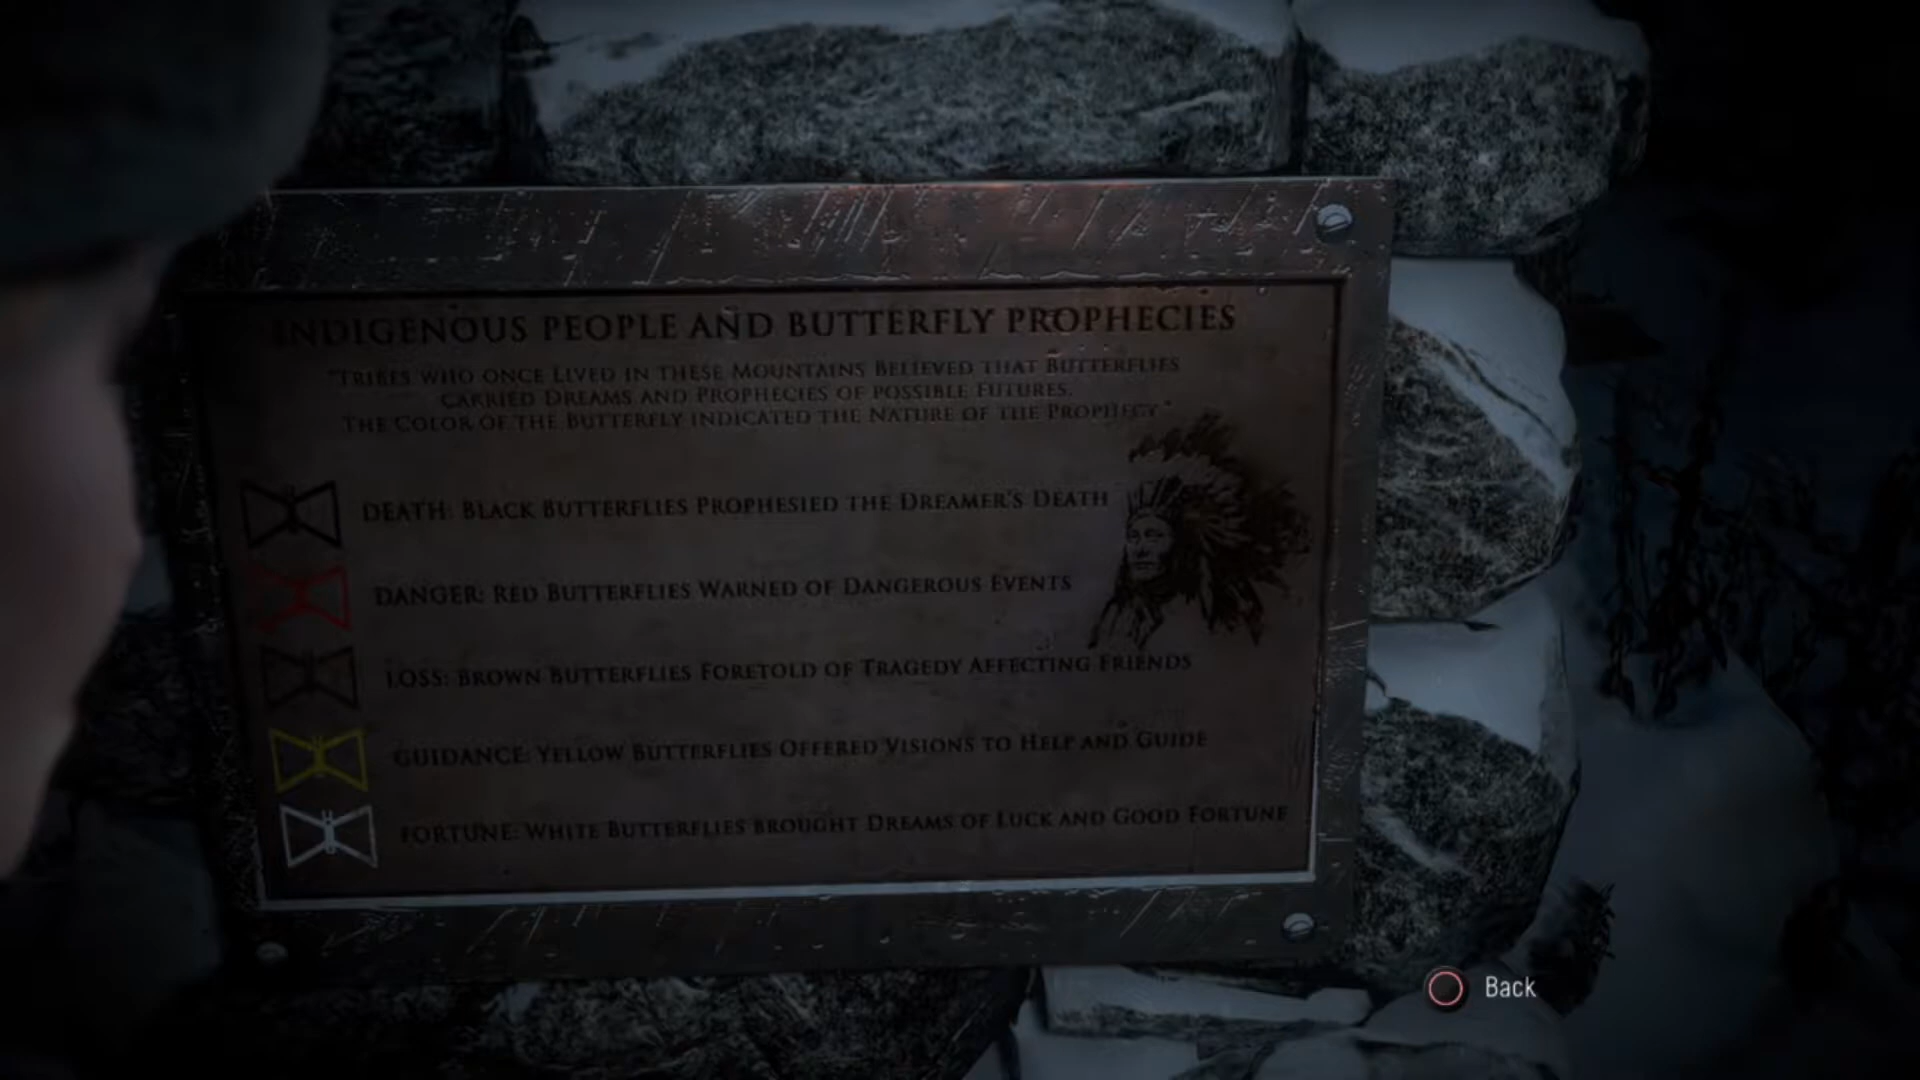 INDIGENOUS PEOPLE AND BUTTERFLY PROPHECIES
"TRIBES WHO ONCE LIVED IN THESE MOUNTAINS BELIEVED THAT BUTTERFLIES
CARRIED DREAMS AND PROPHECIES OF POSSIBLE FUTURES.
THE COLOR OF THE BUTTERFLY INDICATED THE NATURE OF THE PROPHECY"
DEATH: BLACK BUTTERFLIES PROPHESIED THE DREAMER'S DEATH
DANGER: RED BUTTERFLIES WARNED OF DANGEROUS EVENTS
LOSS: BROWN BUTTERFLIES FORETOLD OF TRAGEDY AFFECTING FRIENDS
GUIDANCE: YELLOW BUTTERFLIES OFFERED VISIONS TO HELP AND GUIDE
FORTUNE: WHITE BUTTERFLIES BROUGHT DREAMS OF LUCK AND GOOD FORTUNE
Back